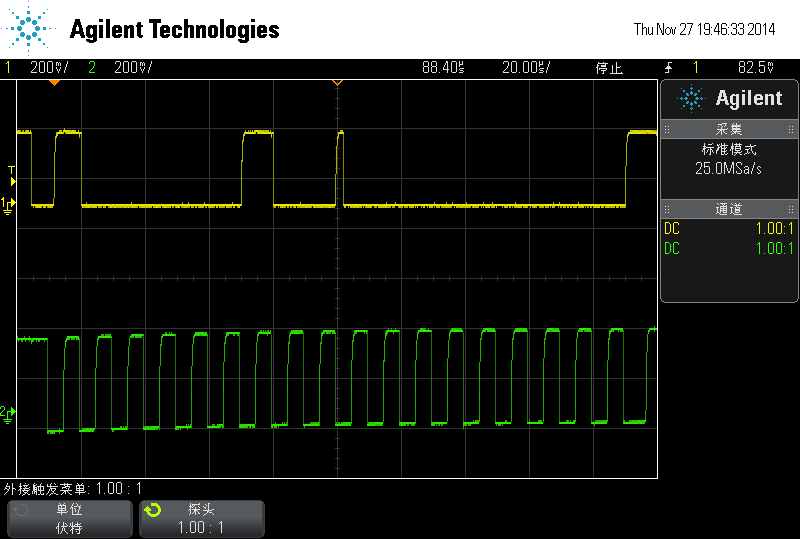 Agilent Technologies
Thu Nov 27 19:46:33 2014
1 200mV/ 2 200mV/ 88.40µs 20.00µs/ 停止 1 82.5mV
Agilent
采集
标准模式
25.0MSa/s
通道
DC 1.00:1
DC 1.00:1
T
1
2
外接触发菜单: 1.00 : 1
单位
伏特
探头
1.00 : 1